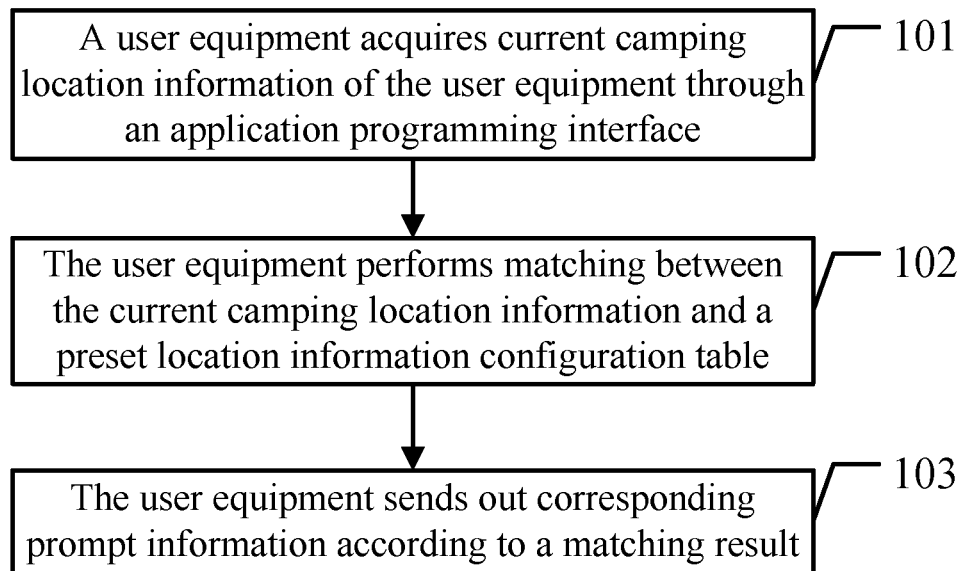 A user equipment acquires current camping
location information of the user equipment through
an application programming interface
101
The user equipment performs matching between
the current camping location information and a
preset location information configuration table
102
The user equipment sends out corresponding
prompt information according to a matching result
103